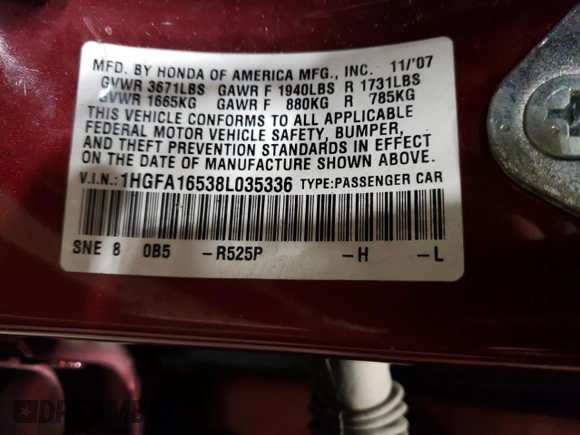 MFD. BY HONDA OF AMERICA MFG., INC. 11/'07
GVWR 3671LBS GAWR F 1940LBS R 1731LBS
GVWR 1665KG GAWR F 880KG R 785KG
THIS VEHICLE CONFORMS TO ALL APPLICABLE
FEDERAL MOTOR VEHICLE SAFETY, BUMPER,
AND THEFT PREVENTION STANDARDS IN EFFECT
ON THE DATE OF MANUFACTURE SHOWN ABOVE.
V.I.N.: 1HGFA16538L035336 TYPE: PASSENGER CAR
SNE 8 0B5 -R525P -H -L